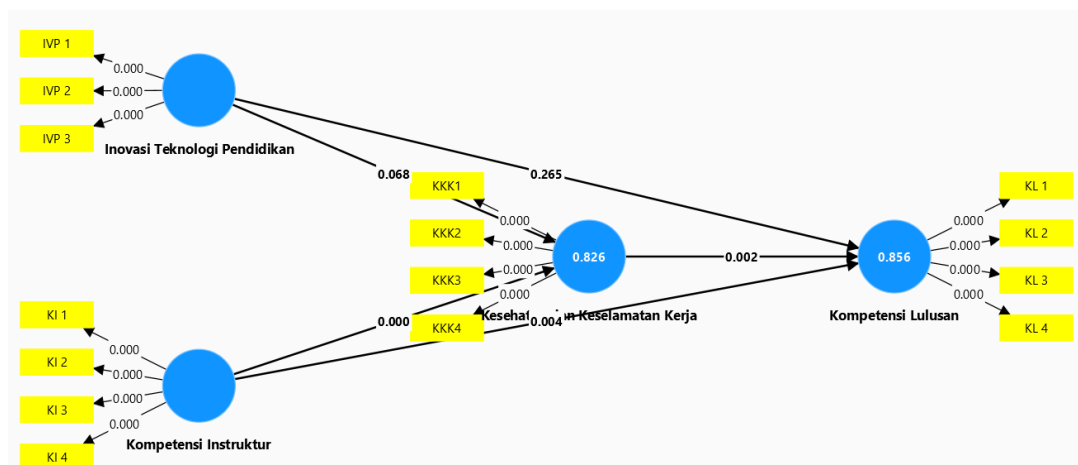 IVP 1
IVP 2
IVP 3
0.000
0.000
0.000
Inovasi Teknologi Pendidikan
0.068
0.265
KKK1
KKK2
KKK3
KKK4
0.000
0.000
0.000
0.000
0.826
Keselamatan Kerja
0.002
0.856
Kompetensi Lulusan
KL 1
KL 2
KL 3
KL 4
0.000
0.000
0.000
0.000
0.000
0.004
KI 1
KI 2
KI 3
KI 4
0.000
0.000
0.000
0.000
Kompetensi Instruktur